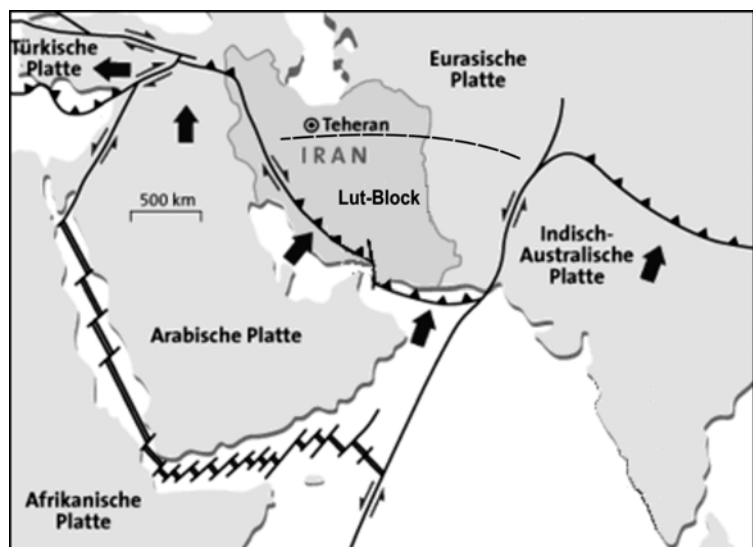 Türkische
Platte
Eurasische
Platte
Teheran
IRAN
500 km
Lut-Block
Indisch-
Australische
Platte
Arabische Platte
Afrikanische
Platte